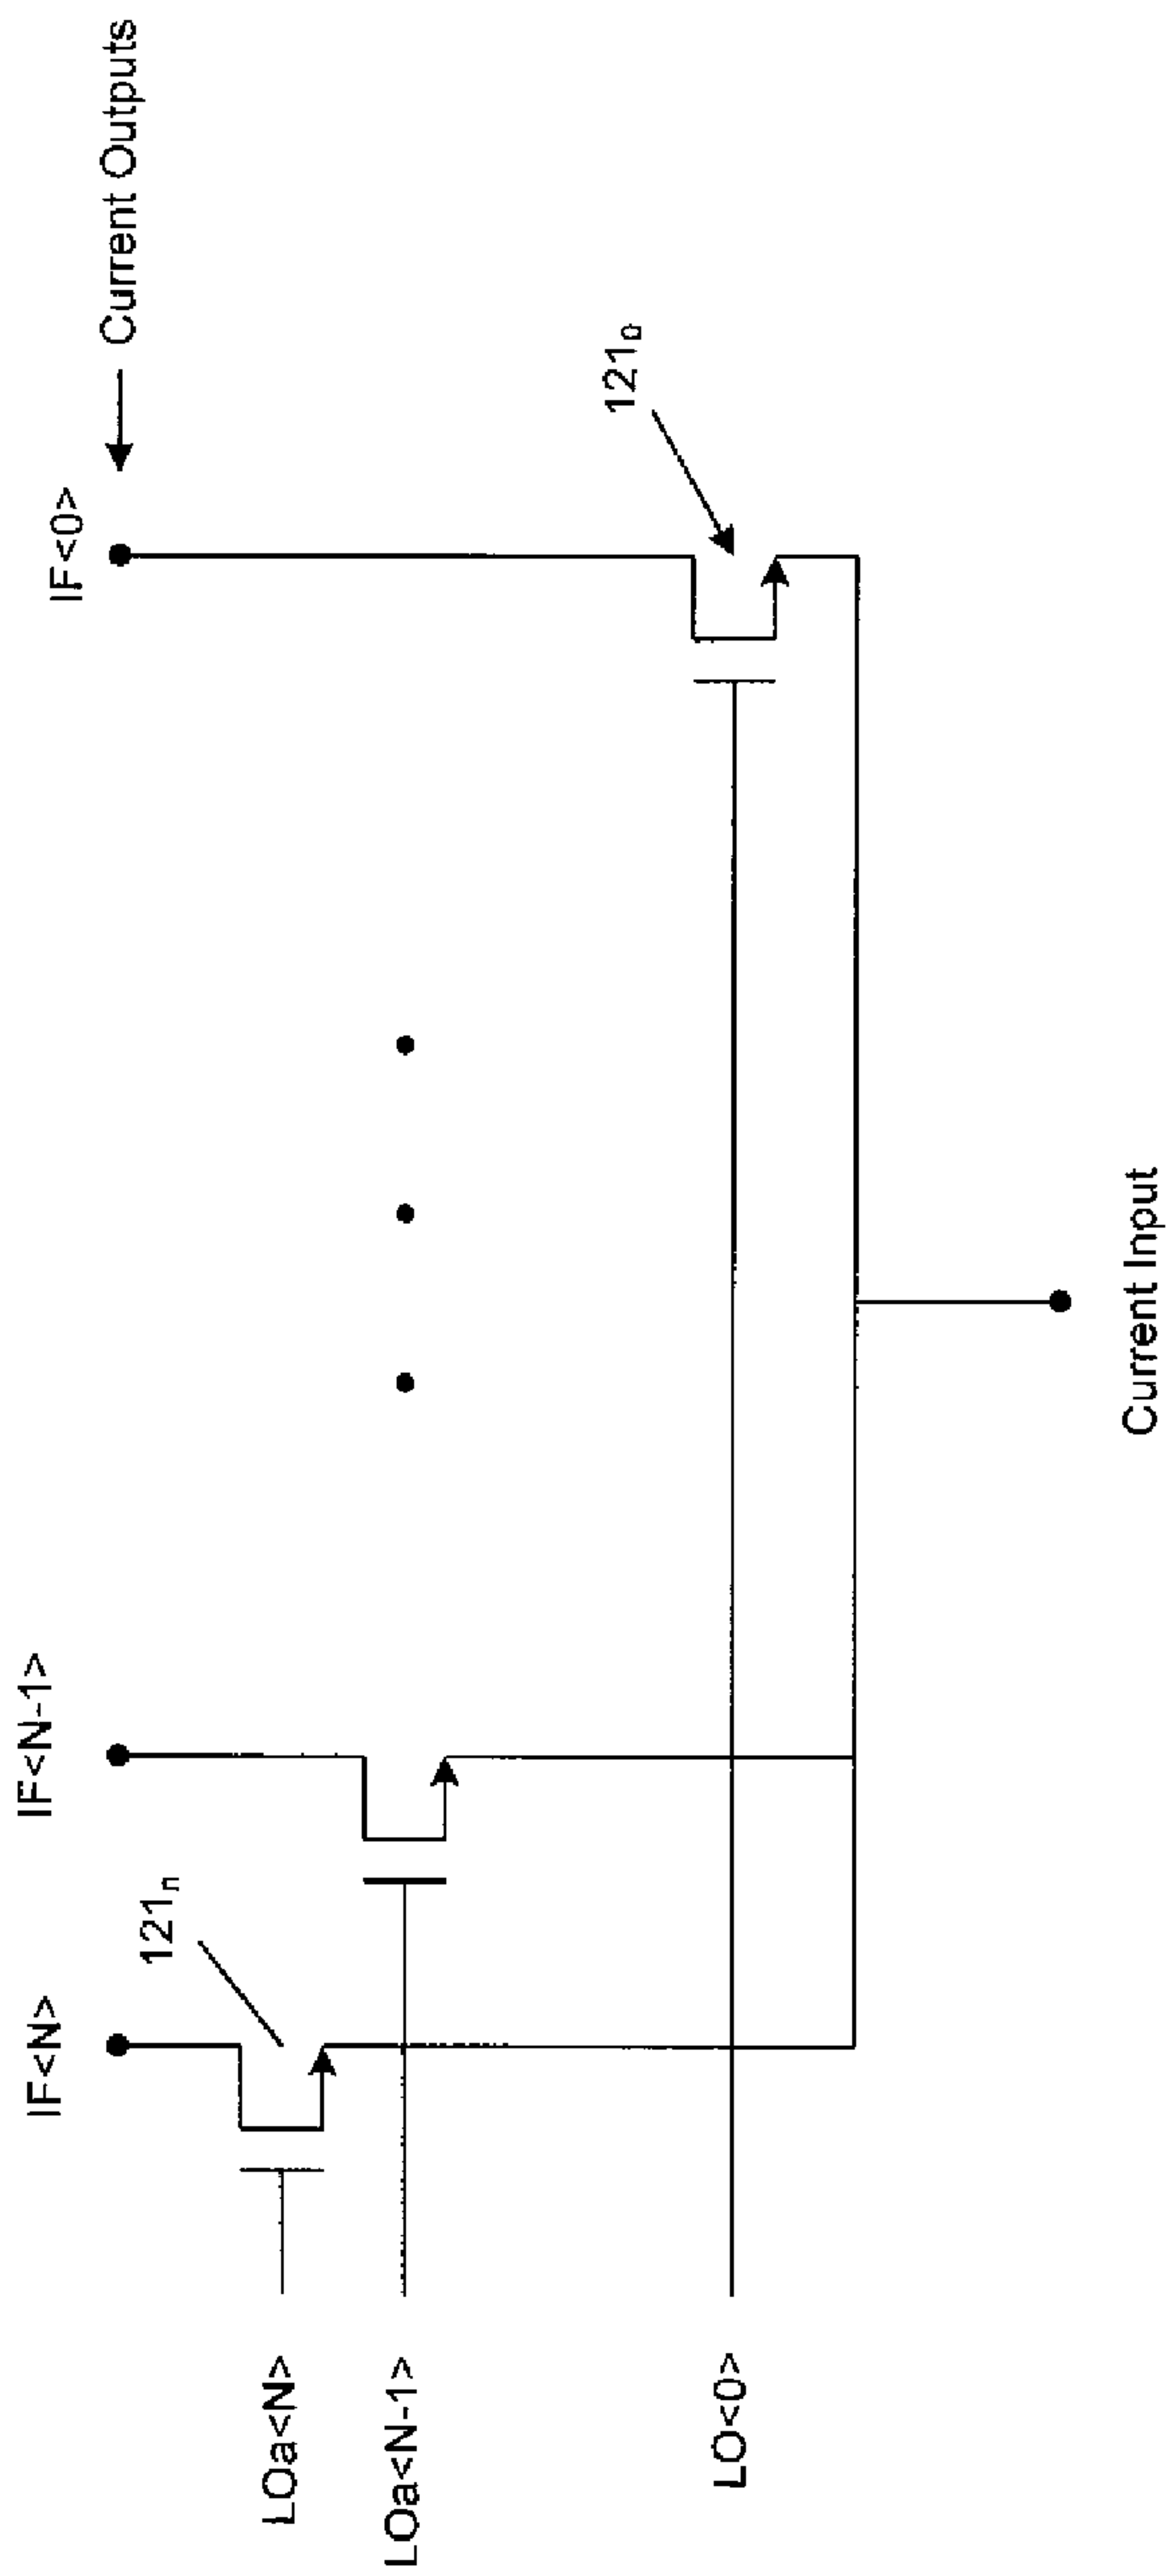 IF<N>
IF<N-1>
IF<0>
Current Outputs
121n
1210
LOa<N>
LOa<N-1>
LO<0>
Current Input